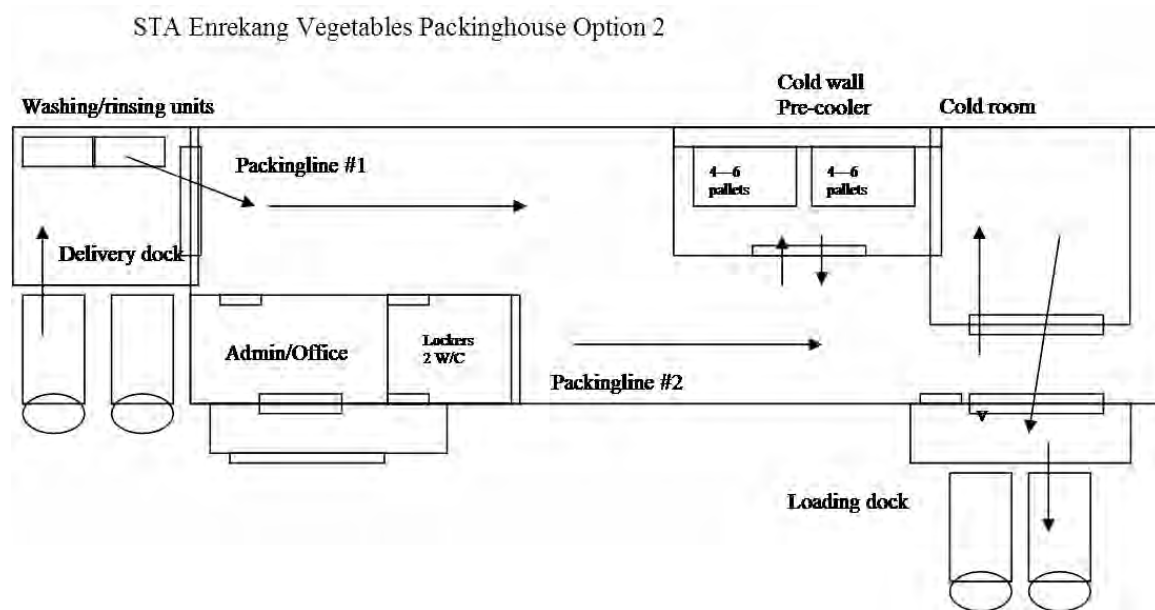 STA Enrekang Vegetables Packinghouse Option 2
Cold wall
Pre-cooler
Cold room
Washing/rinsing units
Packingline #1
4—6
pallets
4—6
pallets
Delivery dock
Admin/Office
Lockers
2 W/C
Packingline #2
V
Loading dock